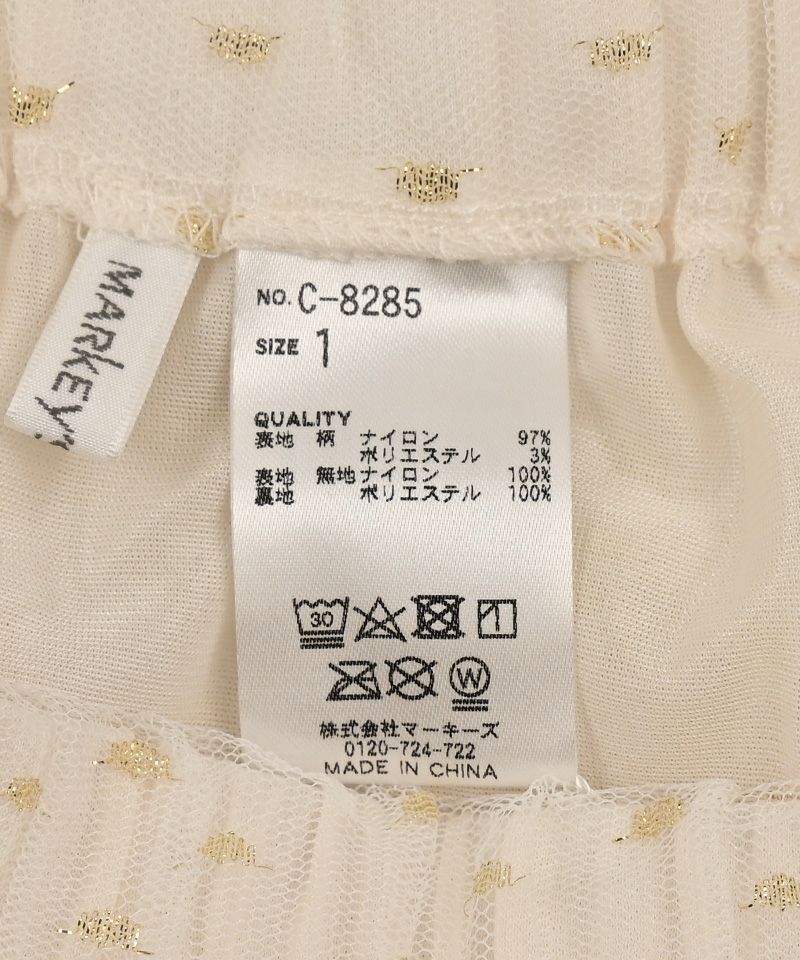 MARKEY'
NO. C-8285
SIZE 1
QUALITY
表地 柄 ナイロン 97%
ポリエステル 3%
表地 無地 ナイロン 100%
裏地 ポリエステル 100%
30
1
W
株式会社マーキーズ
0120-724-722
MADE IN CHINA